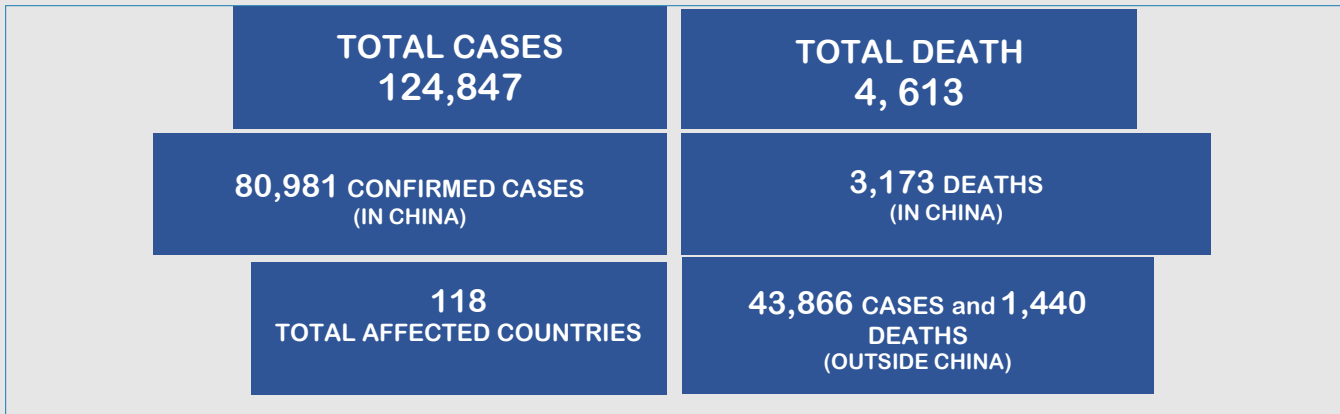 TOTAL CASES
124,847
TOTAL DEATH
4, 613
80,981 CONFIRMED CASES
(IN CHINA)
3,173 DEATHS
(IN CHINA)
118
TOTAL AFFECTED COUNTRIES
43,866 CASES and 1,440
DEATHS
(OUTSIDE CHINA)